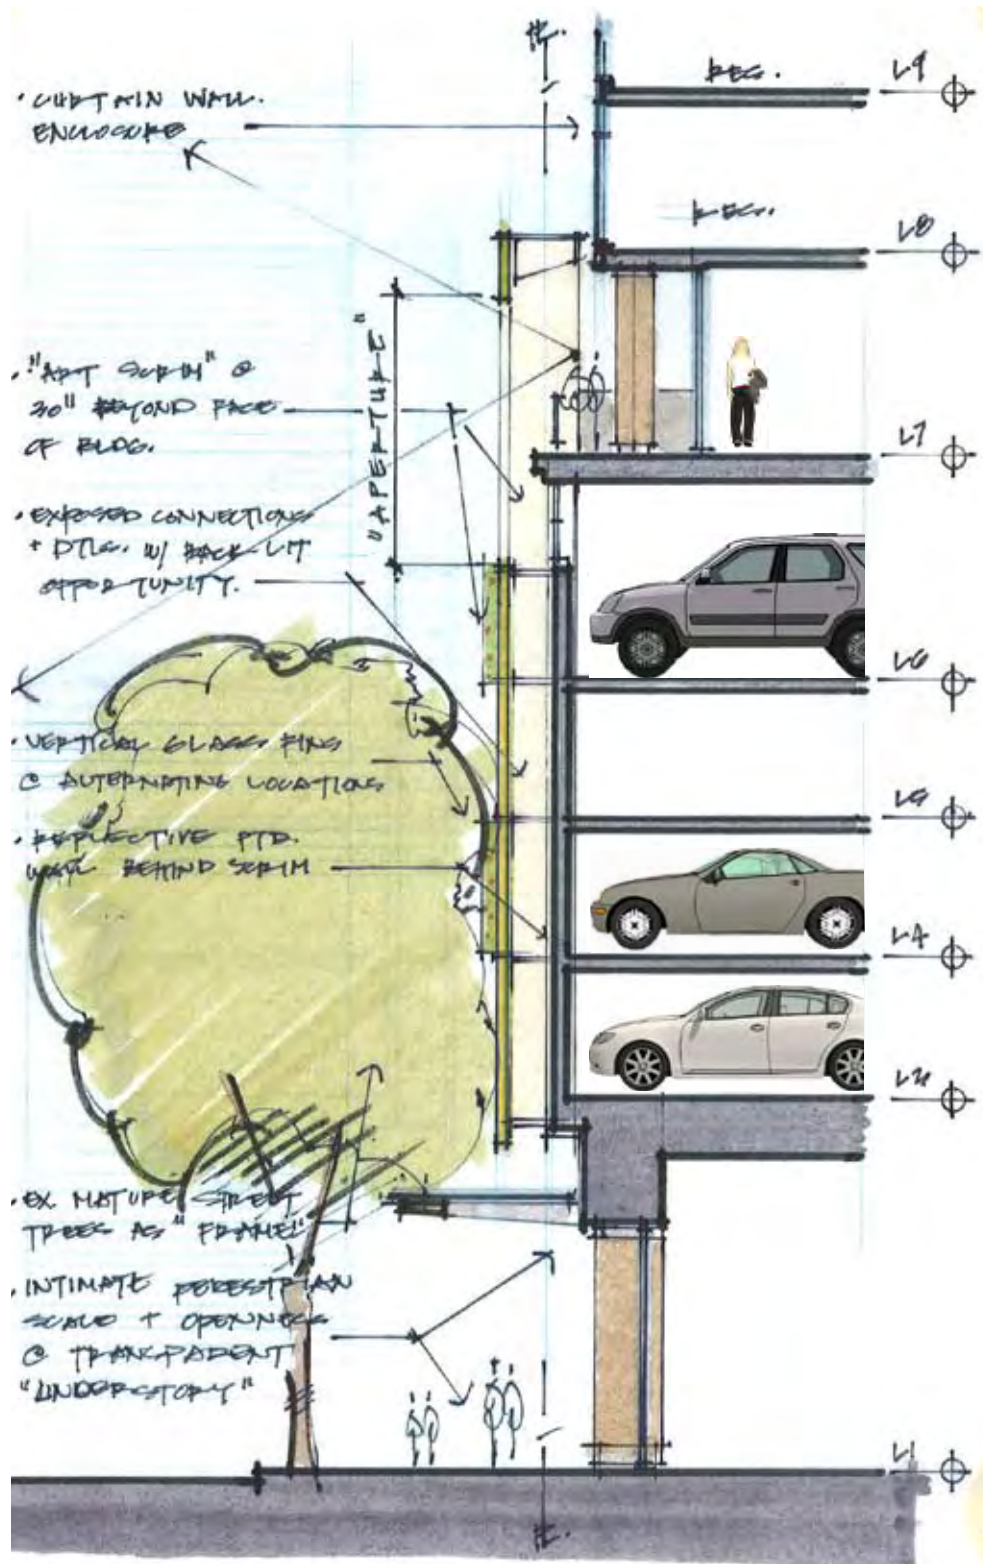 PL.
RES.
L9
• CURTAIN WALL.
ENCLOSURE
RES.
L8
"APERTURE"
• "ART SCRIM" @
30" BEYOND FACE
OF BLDG.
L7
• EXPOSED CONNECTIONS
+ DTLS. W/ BACK-LIT
OPPORTUNITY.
L6
• VERTICAL GLASS FINS
@ ALTERNATING LOCATIONS
L5
• REFLECTIVE PTD.
WALL BEHIND SCRIM
L4
• EX. MATURE STREET
TREES AS "FRAME"
• INTIMATE PEDESTRIAN
SCALE + OPENNESS
@ TRANSPARENT
"UNDERSTORY"
L1
PL.